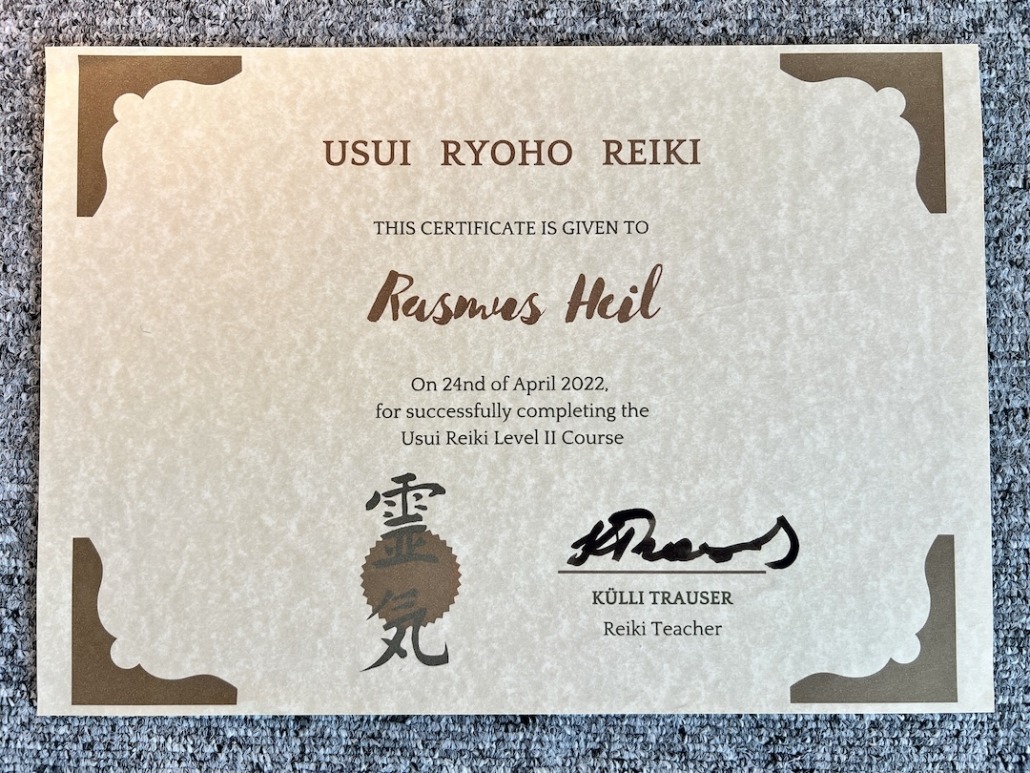 USUI RYOHO REIKI
THIS CERTIFICATE IS GIVEN TO
Rasmus Heil
On 24nd of April 2022,
for successfully completing the
Usui Reiki Level II Course
霊
気
KTrauser
KÜLLI TRAUSER
Reiki Teacher